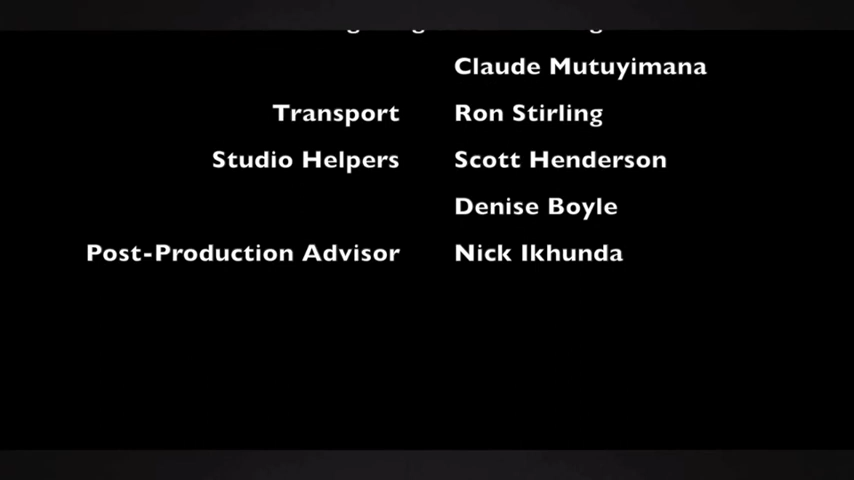 Claude Mutuyimana
Transport Ron Stirling
Studio Helpers Scott Henderson
Denise Boyle
Post-Production Advisor Nick Ikhunda